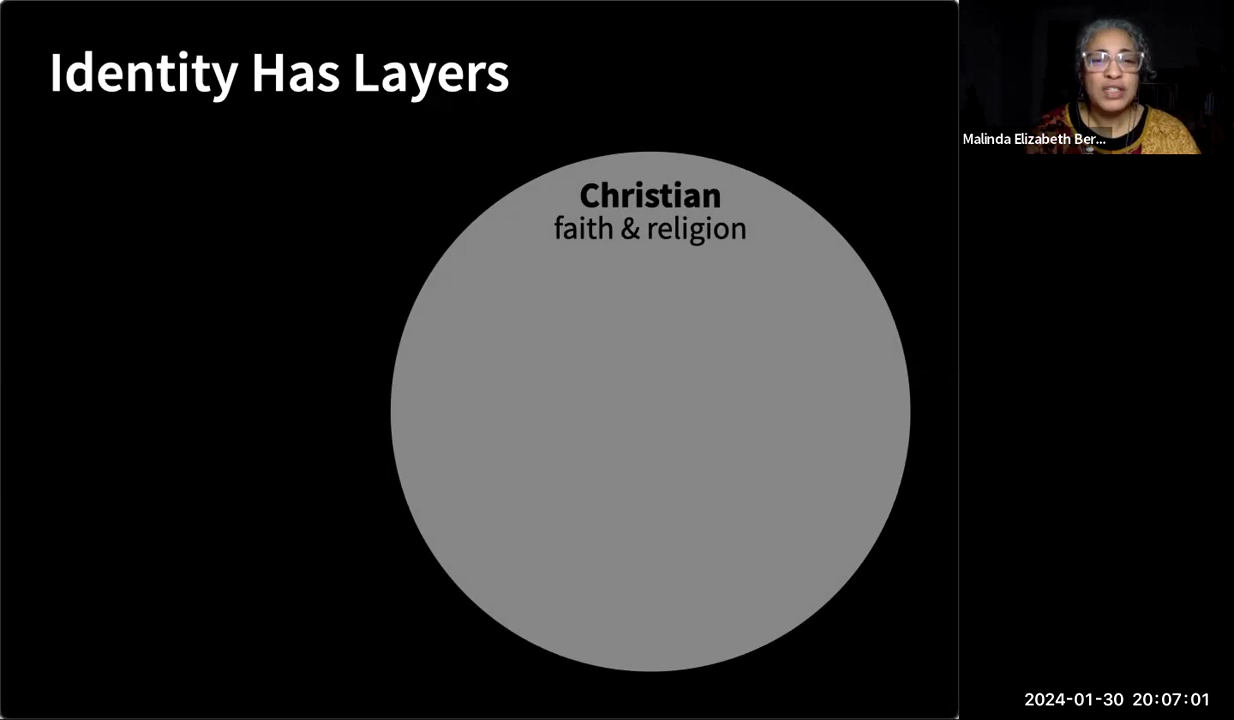 Identity Has Layers
Christian
faith & religion
Malinda Elizabeth Ber...
2024-01-30 20:07:01